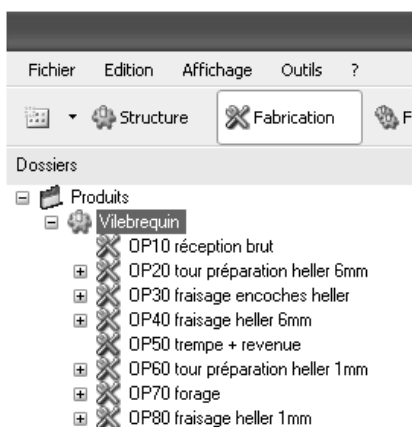 Fichier Edition Affichage Outils ?
Structure Fabrication F
Dossiers
Produits
Vilebrequin
OP10 réception brut
OP20 tour préparation heller 6mm
OP30 fraisage encoches heller
OP40 fraisage heller 6mm
OP50 trempe + revenue
OP60 tour préparation heller 1mm
OP70 forage
OP80 fraisage heller 1mm